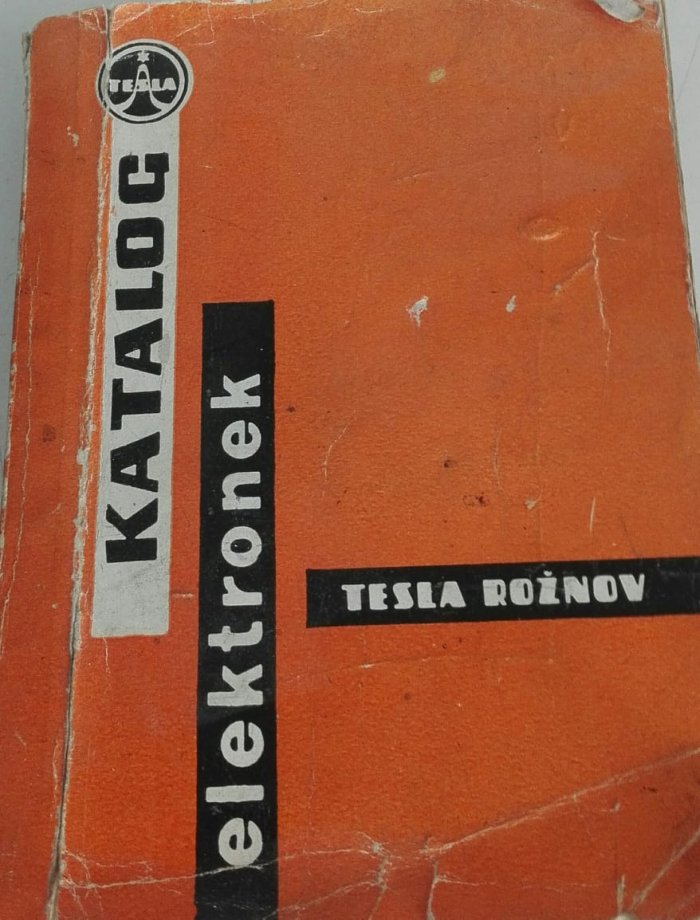 TESLA
KATALOG
elektronek
TESLA ROŽNOV